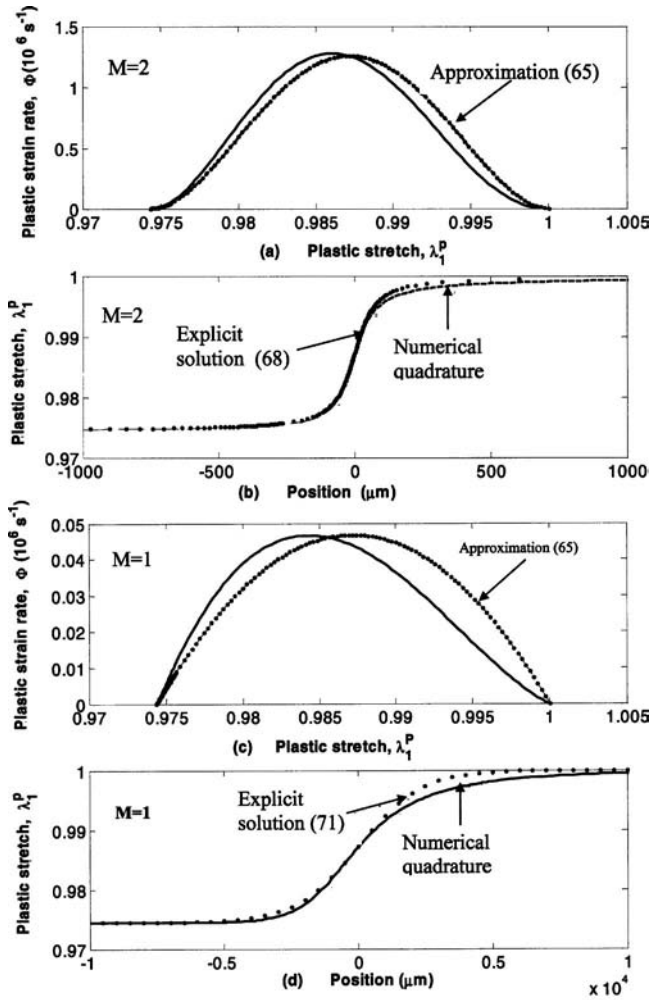 1.5
1
0.5
0
Plastic strain rate, Φ(10⁶ s⁻¹)
M=2
Approximation (65)
0.97 0.975 0.98 0.985 0.99 0.995 1 1.005
(a) Plastic stretch, λ₁ᵖ
1
0.99
0.98
0.97
Plastic stretch, λ₁ᵖ
M=2
Explicit
solution (68)
Numerical
quadrature
-1000 -500 0 500 1000
(b) Position (μm)
0.05
0.04
0.03
0.02
0.01
0
Plastic strain rate, Φ (10⁶ s⁻¹)
M=1
Approximation (65)
0.97 0.975 0.98 0.985 0.99 0.995 1 1.005
(c) Plastic stretch, λ₁ᵖ
1
0.99
0.98
0.97
Plastic stretch, λ₁ᵖ
M=1
Explicit
solution (71)
Numerical
quadrature
-1 -0.5 0 0.5 1
(d) Position (μm)
x 10⁴